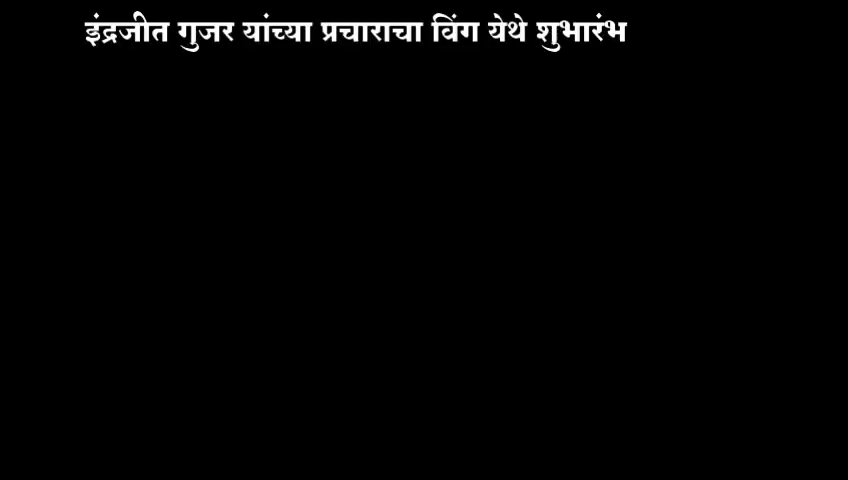 इंद्रजीत गुजर यांच्या प्रचाराचा विंग येथे शुभारंभ